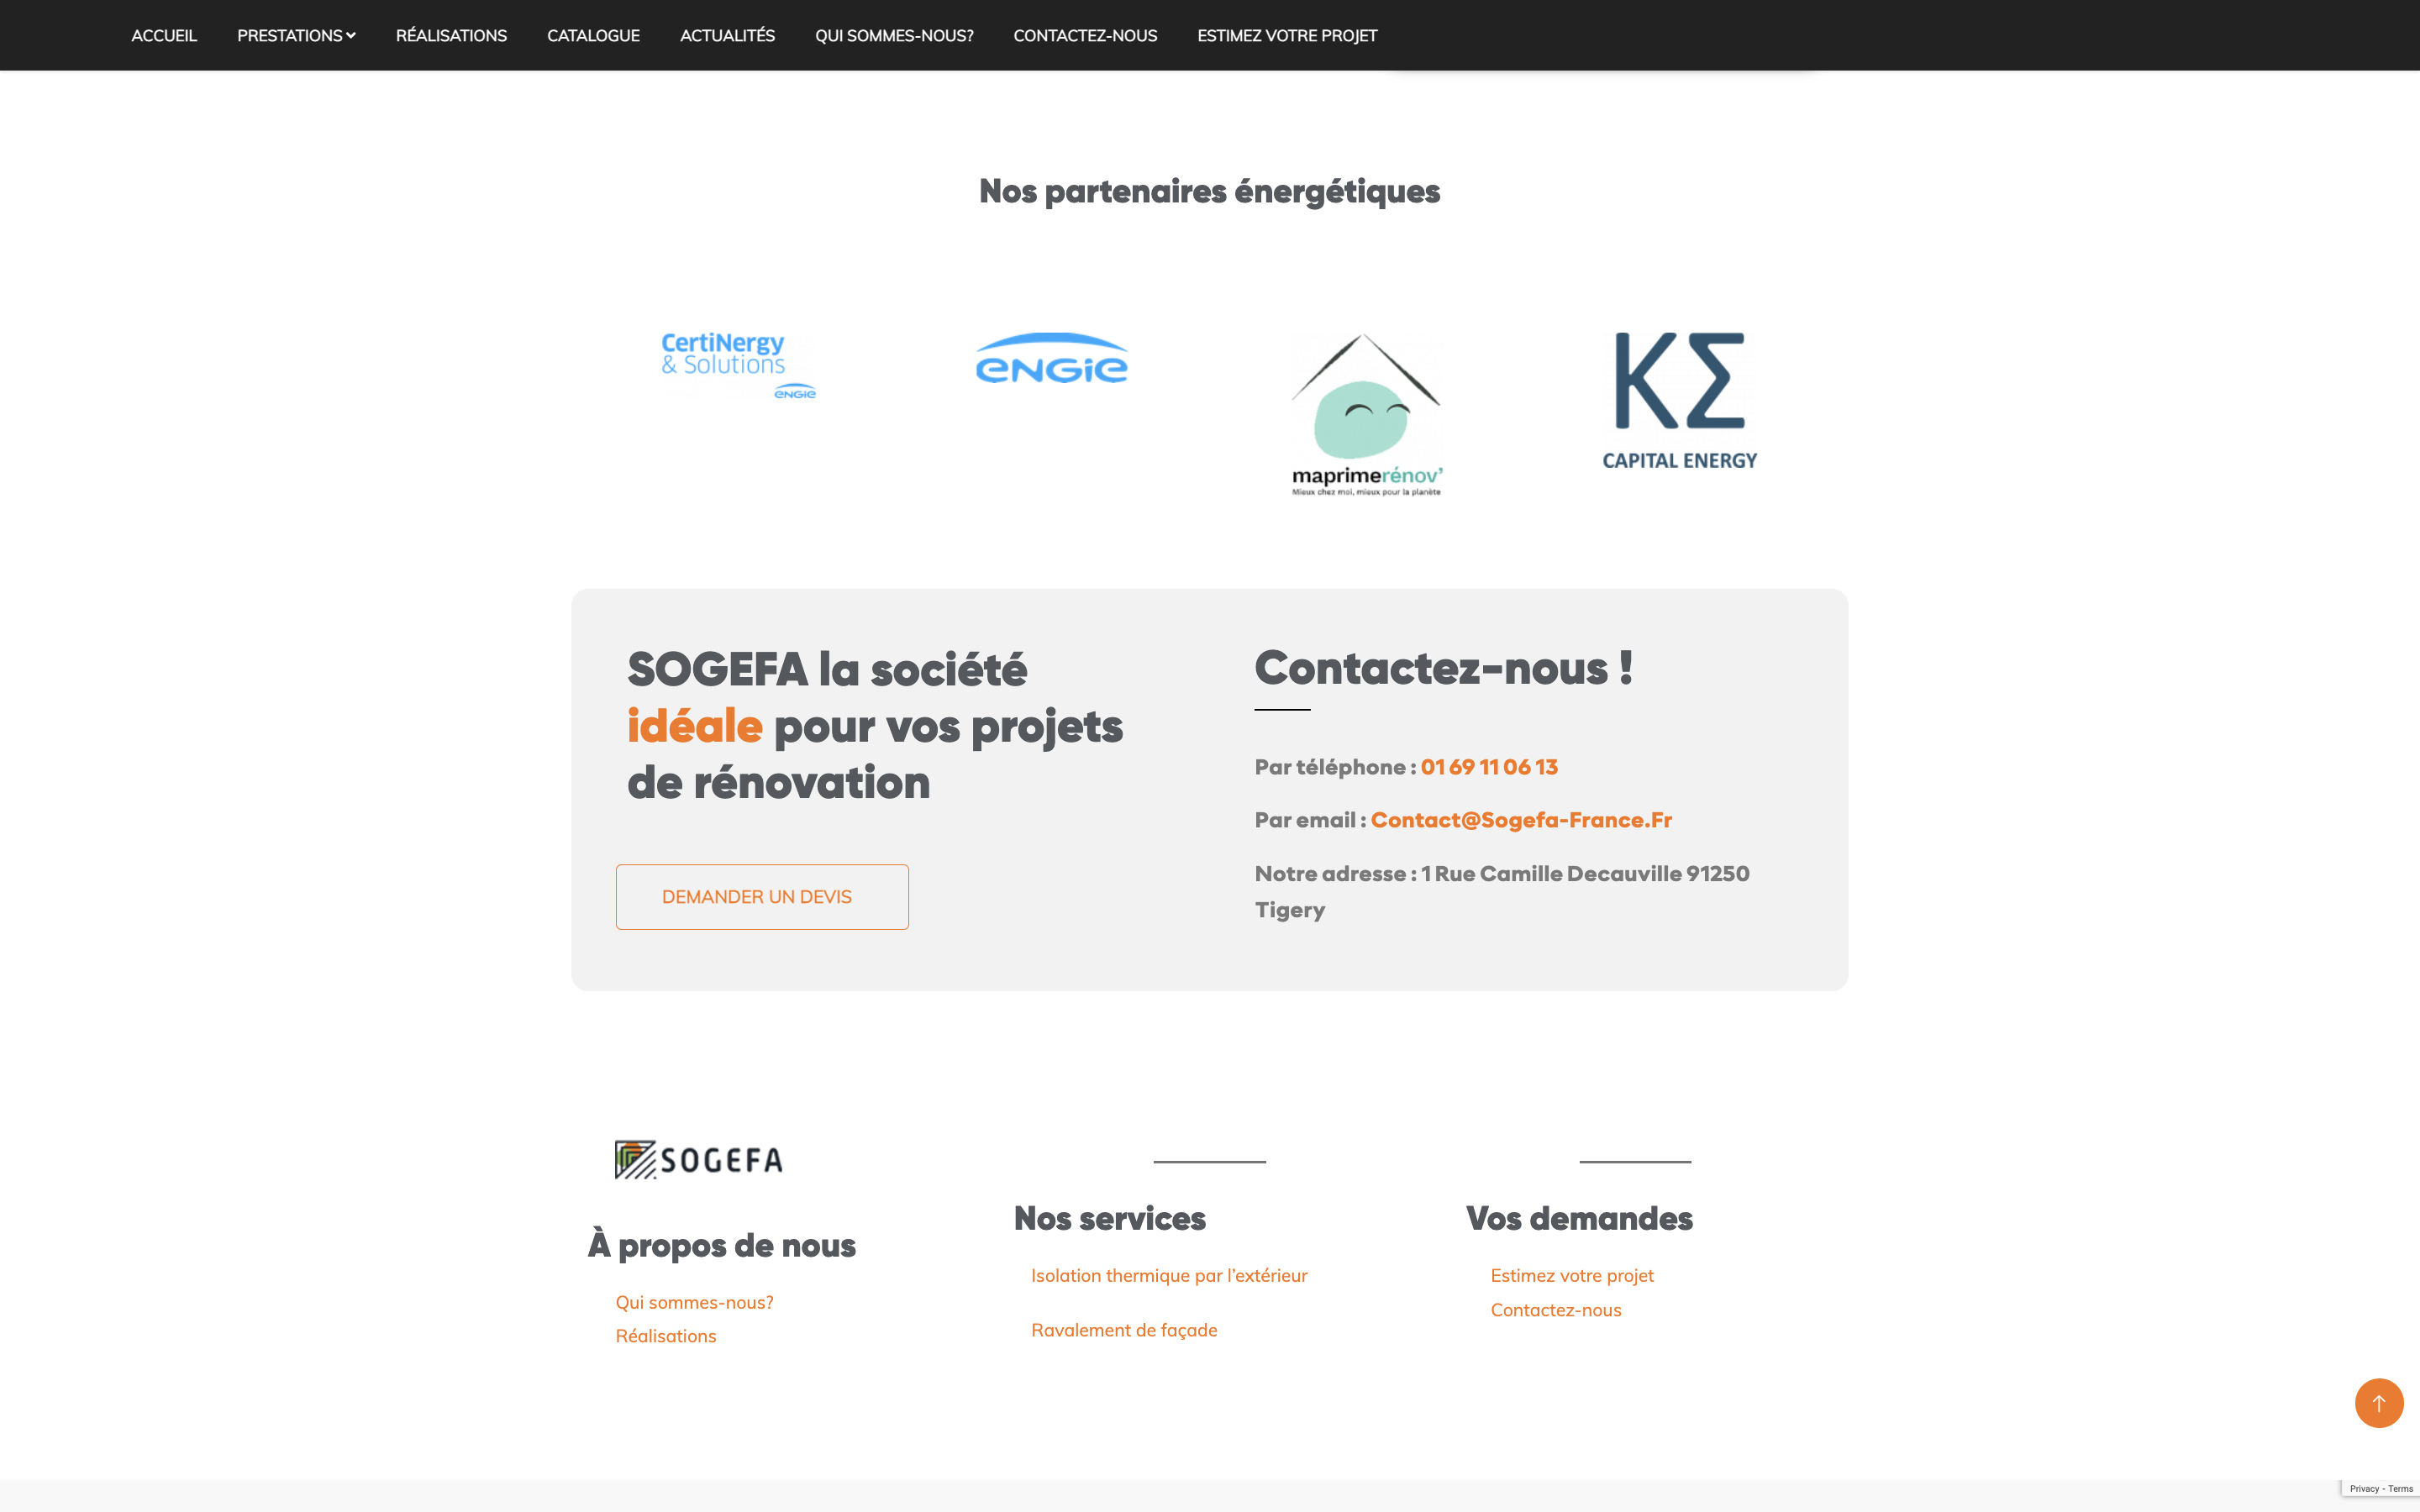 ACCUEIL PRESTATIONS RÉALISATIONS CATALOGUE ACTUALITÉS QUI SOMMES-NOUS? CONTACTEZ-NOUS ESTIMEZ VOTRE PROJET
Nos partenaires énergétiques
CertiNergy
& Solutions
ENGIE
ENGIE
maprimerénov'
Mieux chez moi, mieux pour la planète
KΣ
CAPITAL ENERGY
SOGEFA la société
idéale pour vos projets
de rénovation
DEMANDER UN DEVIS
Contactez-nous !
Par téléphone : 01 69 11 06 13
Par email : Contact@Sogefa-France.Fr
Notre adresse : 1 Rue Camille Decauville 91250
Tigery
SOGEFA
À propos de nous
Qui sommes-nous?
Réalisations
Nos services
Isolation thermique par l'extérieur
Ravalement de façade
Vos demandes
Estimez votre projet
Contactez-nous
Privacy - Terms